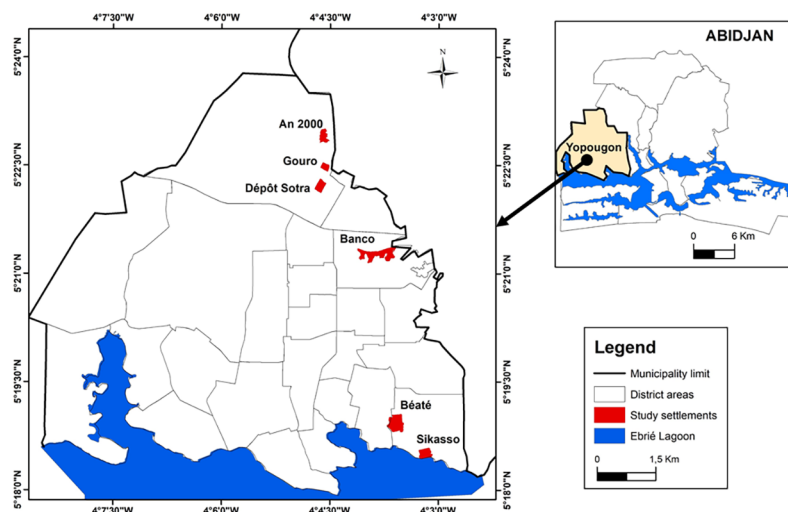 4°7'30"W 4°6'0"W 4°4'30"W 4°3'0"W
5°24'0"N
5°22'30"N
5°21'0"N
5°19'30"N
5°18'0"N
N
An 2000
Gouro
Dépôt Sotra
Banco
Béaté
Sikasso
5°24'0"N
5°22'30"N
5°21'0"N
5°19'30"N
5°18'0"N
4°7'30"W 4°6'0"W 4°4'30"W 4°3'0"W
ABIDJAN
Yopougon
0 6 Km
Legend
Municipality limit
District areas
Study settlements
Ebrié Lagoon
0 1,5 Km